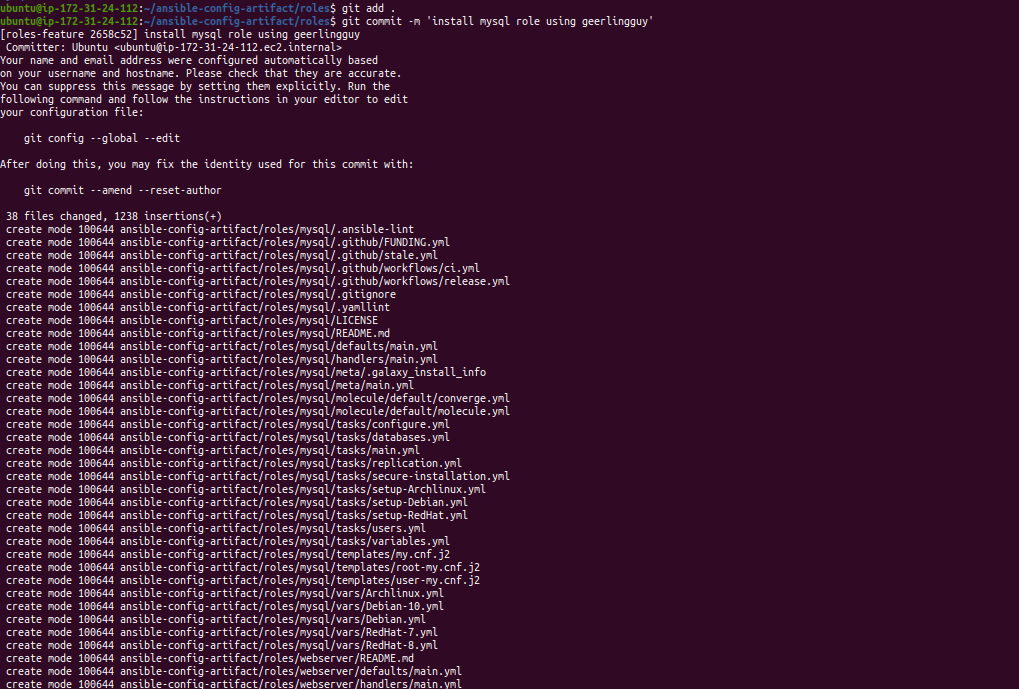 ubuntu@ip-172-31-24-112:~/ansible-config-artifact/roles$ git add .
ubuntu@ip-172-31-24-112:~/ansible-config-artifact/roles$ git commit -m 'install mysql role using geerlingguy'
[roles-feature 2658c52] install mysql role using geerlingguy
 Committer: Ubuntu <ubuntu@ip-172-31-24-112.ec2.internal>
Your name and email address were configured automatically based
on your username and hostname. Please check that they are accurate.
You can suppress this message by setting them explicitly. Run the
following command and follow the instructions in your editor to edit
your configuration file:

    git config --global --edit

After doing this, you may fix the identity used for this commit with:

    git commit --amend --reset-author

 38 files changed, 1238 insertions(+)
 create mode 100644 ansible-config-artifact/roles/mysql/.ansible-lint
 create mode 100644 ansible-config-artifact/roles/mysql/.github/FUNDING.yml
 create mode 100644 ansible-config-artifact/roles/mysql/.github/stale.yml
 create mode 100644 ansible-config-artifact/roles/mysql/.github/workflows/ci.yml
 create mode 100644 ansible-config-artifact/roles/mysql/.github/workflows/release.yml
 create mode 100644 ansible-config-artifact/roles/mysql/.gitignore
 create mode 100644 ansible-config-artifact/roles/mysql/.yamllint
 create mode 100644 ansible-config-artifact/roles/mysql/LICENSE
 create mode 100644 ansible-config-artifact/roles/mysql/README.md
 create mode 100644 ansible-config-artifact/roles/mysql/defaults/main.yml
 create mode 100644 ansible-config-artifact/roles/mysql/handlers/main.yml
 create mode 100644 ansible-config-artifact/roles/mysql/meta/.galaxy_install_info
 create mode 100644 ansible-config-artifact/roles/mysql/meta/main.yml
 create mode 100644 ansible-config-artifact/roles/mysql/molecule/default/converge.yml
 create mode 100644 ansible-config-artifact/roles/mysql/molecule/default/molecule.yml
 create mode 100644 ansible-config-artifact/roles/mysql/tasks/configure.yml
 create mode 100644 ansible-config-artifact/roles/mysql/tasks/databases.yml
 create mode 100644 ansible-config-artifact/roles/mysql/tasks/main.yml
 create mode 100644 ansible-config-artifact/roles/mysql/tasks/replication.yml
 create mode 100644 ansible-config-artifact/roles/mysql/tasks/secure-installation.yml
 create mode 100644 ansible-config-artifact/roles/mysql/tasks/setup-Archlinux.yml
 create mode 100644 ansible-config-artifact/roles/mysql/tasks/setup-Debian.yml
 create mode 100644 ansible-config-artifact/roles/mysql/tasks/setup-RedHat.yml
 create mode 100644 ansible-config-artifact/roles/mysql/tasks/users.yml
 create mode 100644 ansible-config-artifact/roles/mysql/tasks/variables.yml
 create mode 100644 ansible-config-artifact/roles/mysql/templates/my.cnf.j2
 create mode 100644 ansible-config-artifact/roles/mysql/templates/root-my.cnf.j2
 create mode 100644 ansible-config-artifact/roles/mysql/templates/user-my.cnf.j2
 create mode 100644 ansible-config-artifact/roles/mysql/vars/Archlinux.yml
 create mode 100644 ansible-config-artifact/roles/mysql/vars/Debian-10.yml
 create mode 100644 ansible-config-artifact/roles/mysql/vars/Debian.yml
 create mode 100644 ansible-config-artifact/roles/mysql/vars/RedHat-7.yml
 create mode 100644 ansible-config-artifact/roles/mysql/vars/RedHat-8.yml
 create mode 100644 ansible-config-artifact/roles/webserver/README.md
 create mode 100644 ansible-config-artifact/roles/webserver/defaults/main.yml
 create mode 100644 ansible-config-artifact/roles/webserver/handlers/main.yml